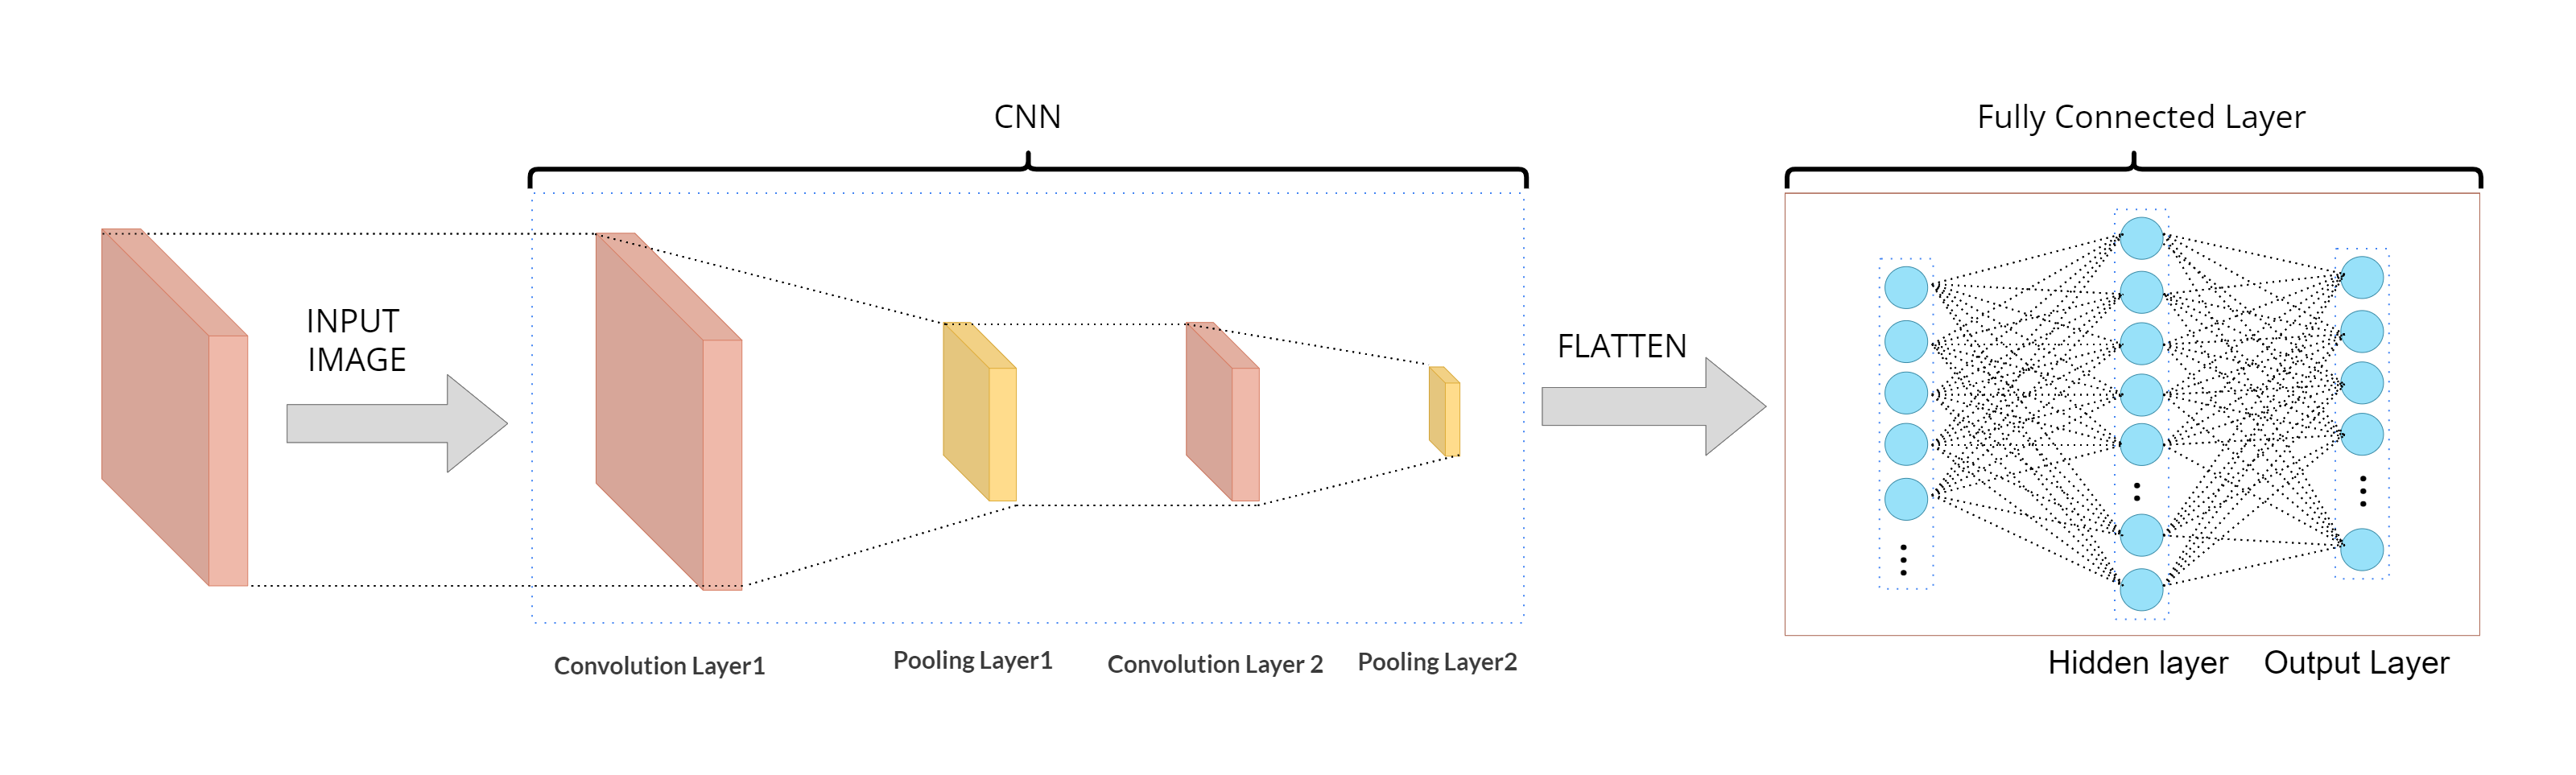 CNN
Fully Connected Layer
INPUT
IMAGE
FLATTEN
Convolution Layer1
Pooling Layer1
Convolution Layer 2
Pooling Layer2
Hidden layer
Output Layer